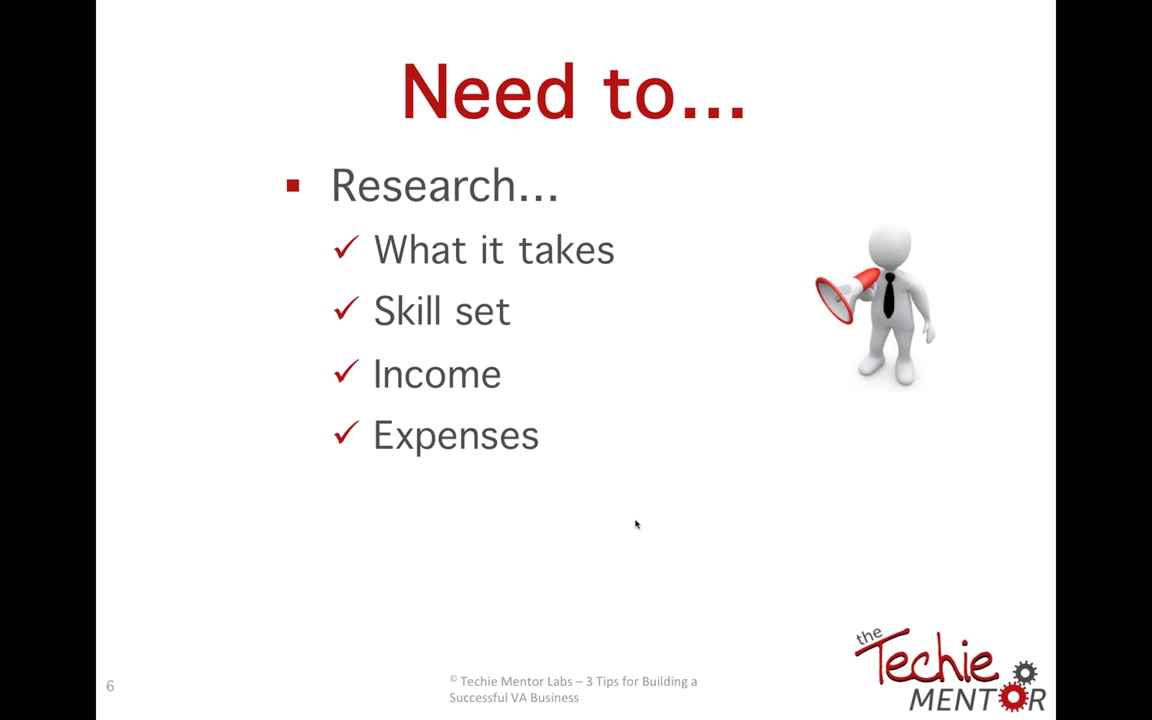 Need to...
Research...
What it takes
Skill set
Income
Expenses
6
© Techie Mentor Labs – 3 Tips for Building a
Successful VA Business
the
Techie
MENTOR